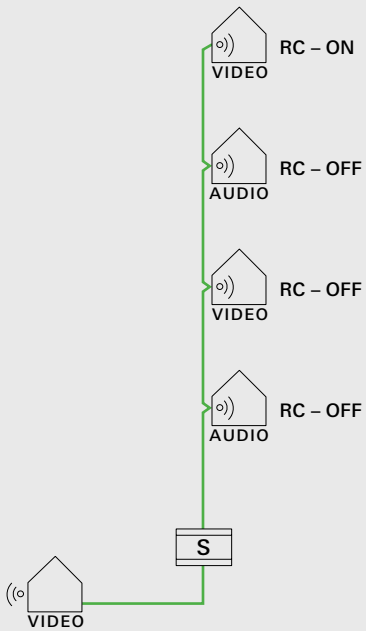 RC – ON
VIDEO
RC – OFF
AUDIO
RC – OFF
VIDEO
RC – OFF
AUDIO
S
VIDEO